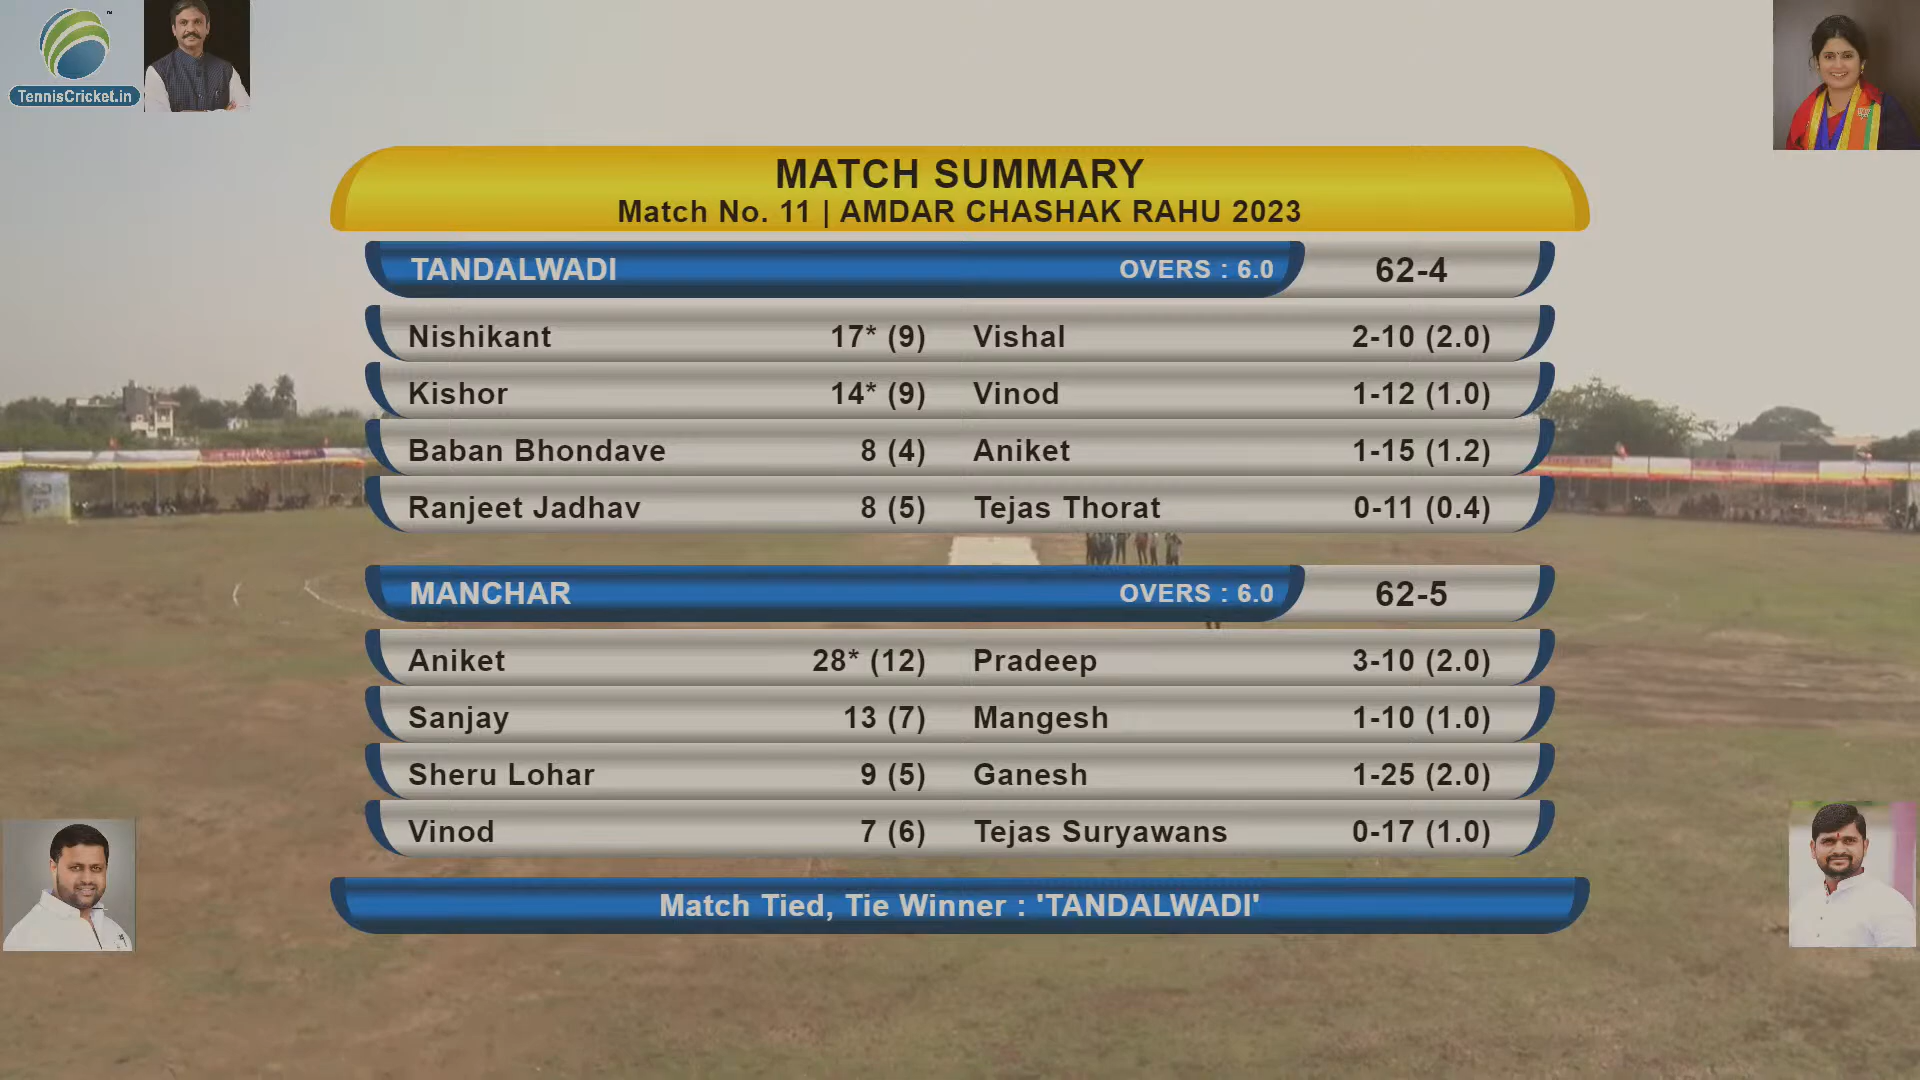 TennisCricket.in
MATCH SUMMARY
Match No. 11 | AMDAR CHASHAK RAHU 2023
TANDALWADI OVERS : 6.0 62-4
Nishikant 17* (9) Vishal 2-10 (2.0)
Kishor 14* (9) Vinod 1-12 (1.0)
Baban Bhondave 8 (4) Aniket 1-15 (1.2)
Ranjeet Jadhav 8 (5) Tejas Thorat 0-11 (0.4)
MANCHAR OVERS : 6.0 62-5
Aniket 28* (12) Pradeep 3-10 (2.0)
Sanjay 13 (7) Mangesh 1-10 (1.0)
Sheru Lohar 9 (5) Ganesh 1-25 (2.0)
Vinod 7 (6) Tejas Suryawans 0-17 (1.0)
Match Tied, Tie Winner : 'TANDALWADI'